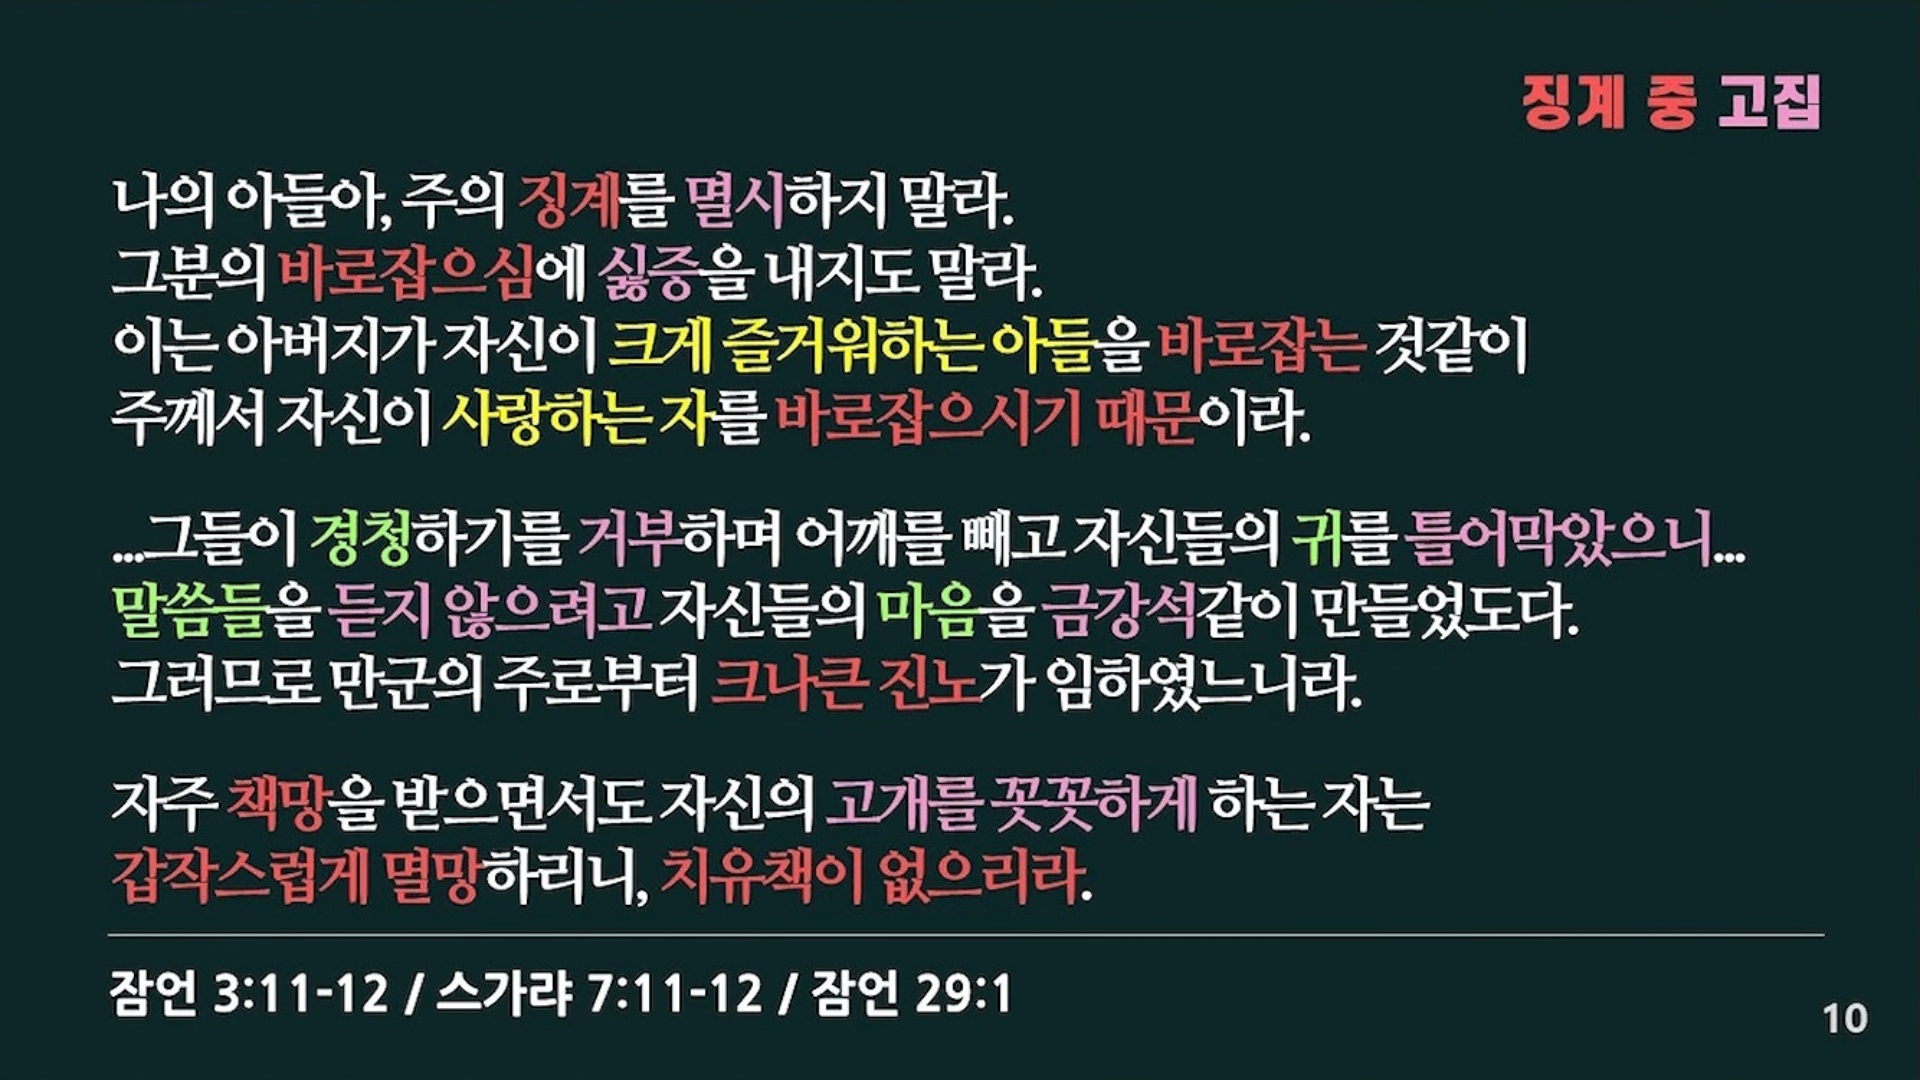 징계 중 고집
나의 아들아, 주의 징계를 멸시하지 말라.
그분의 바로잡으심에 싫증을 내지도 말라.
이는 아버지가 자신이 크게 즐거워하는 아들을 바로잡는 것같이
주께서 자신이 사랑하는 자를 바로잡으시기 때문이라.
...그들이 경청하기를 거부하며 어깨를 빼고 자신들의 귀를 틀어막았으니...
말씀들을 듣지 않으려고 자신들의 마음을 금강석같이 만들었도다.
그러므로 만군의 주로부터 크나큰 진노가 임하였느니라.
자주 책망을 받으면서도 자신의 고개를 꼿꼿하게 하는 자는
갑작스럽게 멸망하리니, 치유책이 없으리라.
잠언 3:11-12 / 스가랴 7:11-12 / 잠언 29:1
10